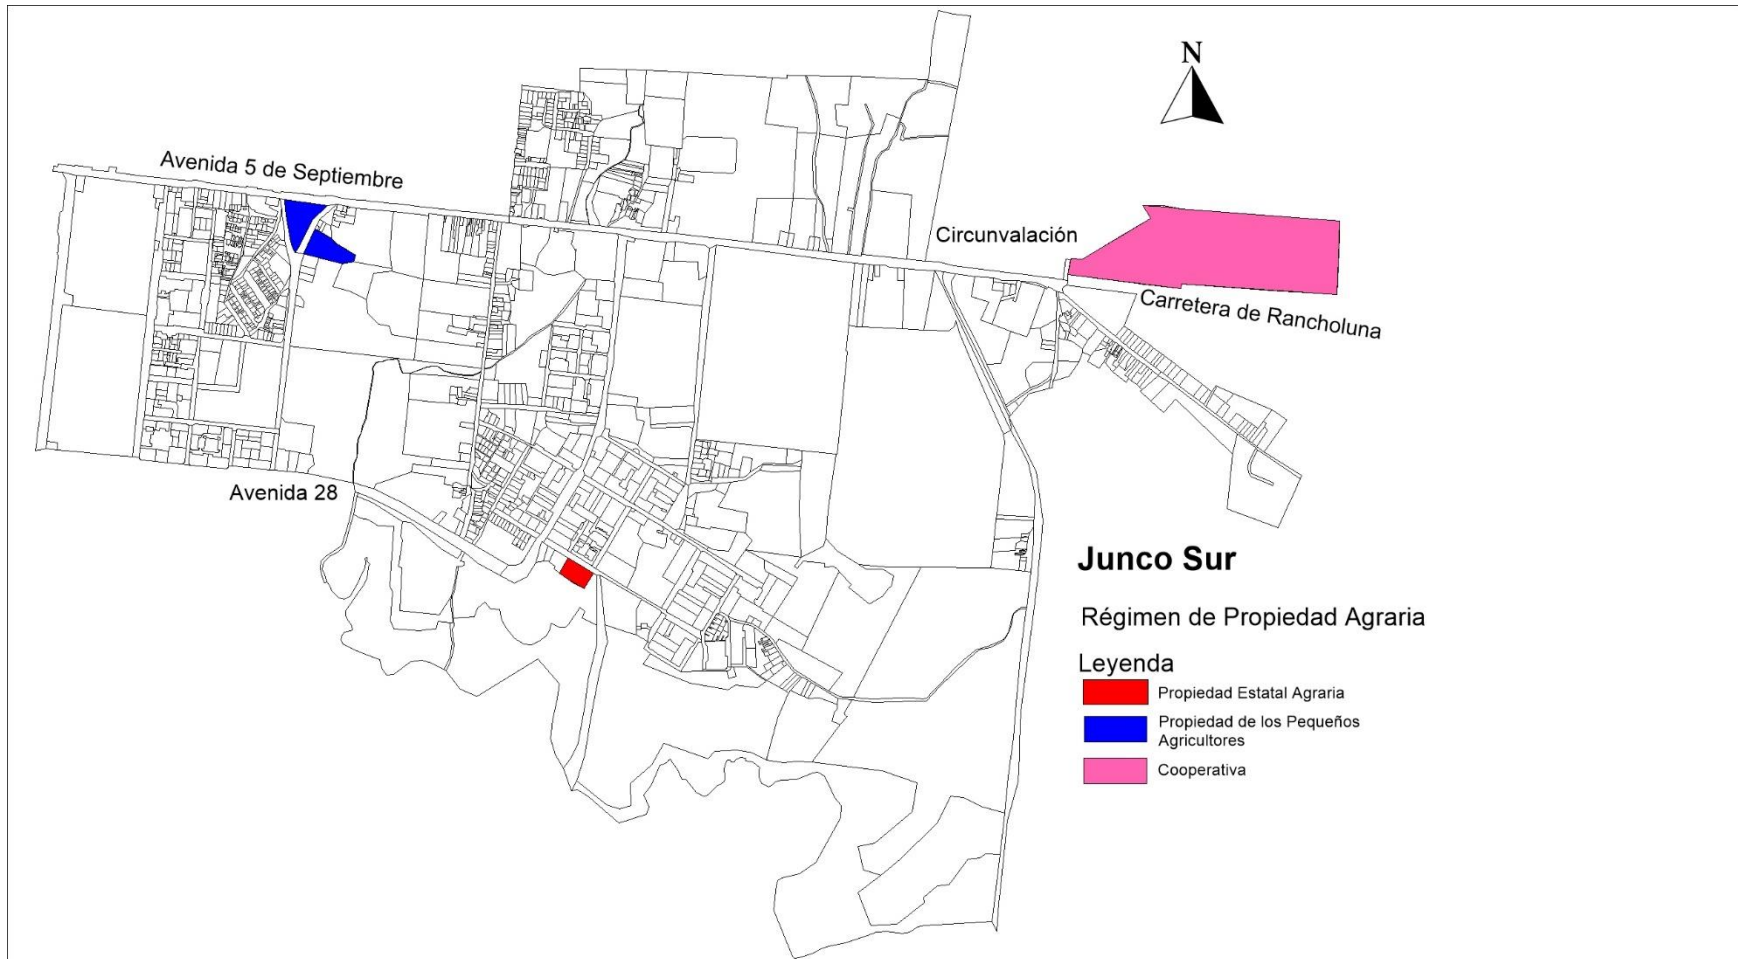 N
Avenida 5 de Septiembre
Circunvalación
Carretera de Rancholuna
Avenida 28
Junco Sur
Régimen de Propiedad Agraria
Leyenda
Propiedad Estatal Agraria
Propiedad de los Pequeños
Agricultores
Cooperativa